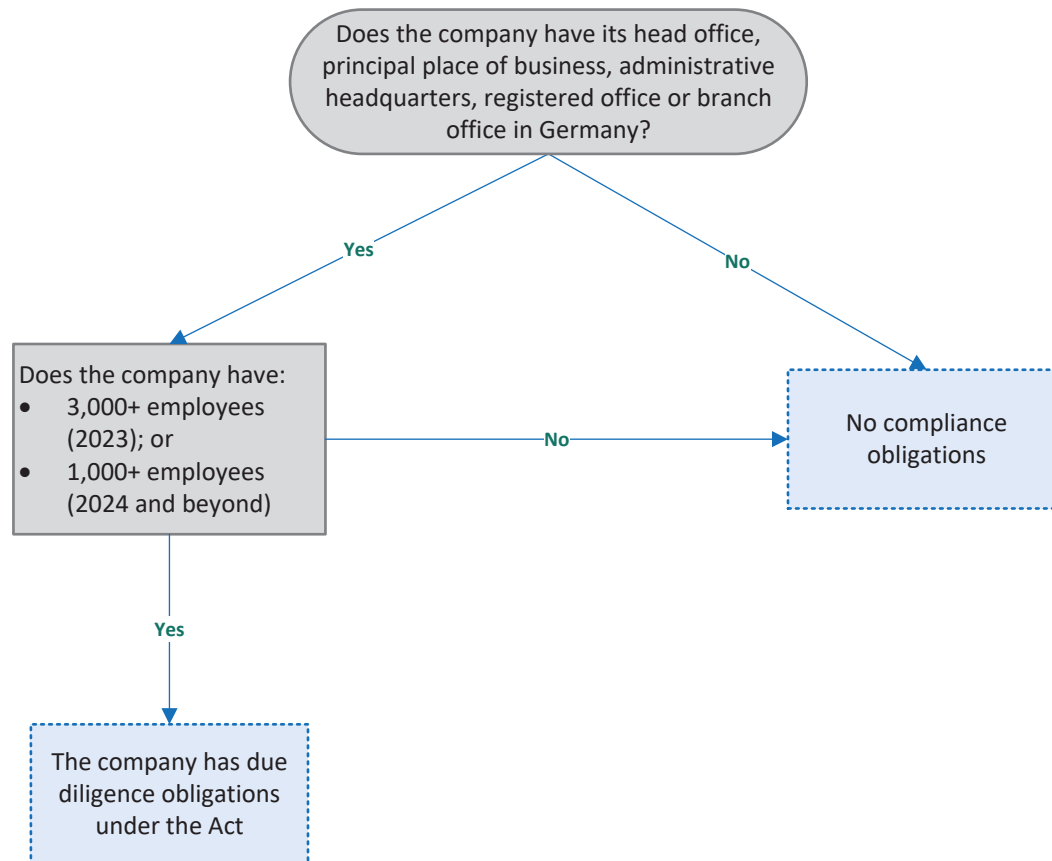 Does the company have its head office,
principal place of business, administrative
headquarters, registered office or branch
office in Germany?
Yes
No
Does the company have:
• 3,000+ employees
(2023); or
• 1,000+ employees
(2024 and beyond)
No
No compliance
obligations
Yes
The company has due
diligence obligations
under the Act